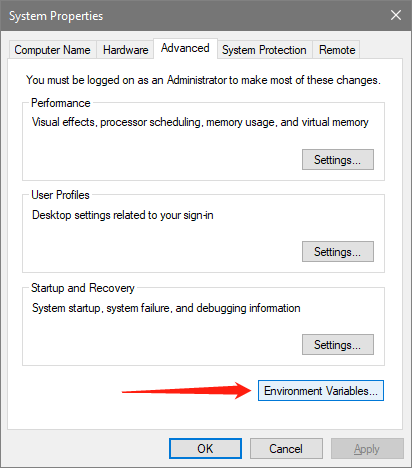 System Properties
Computer Name Hardware Advanced System Protection Remote
You must be logged on as an Administrator to make most of these changes.
Performance
Visual effects, processor scheduling, memory usage, and virtual memory
Settings...
User Profiles
Desktop settings related to your sign-in
Settings...
Startup and Recovery
System startup, system failure, and debugging information
Settings...
Environment Variables...
OK Cancel Apply